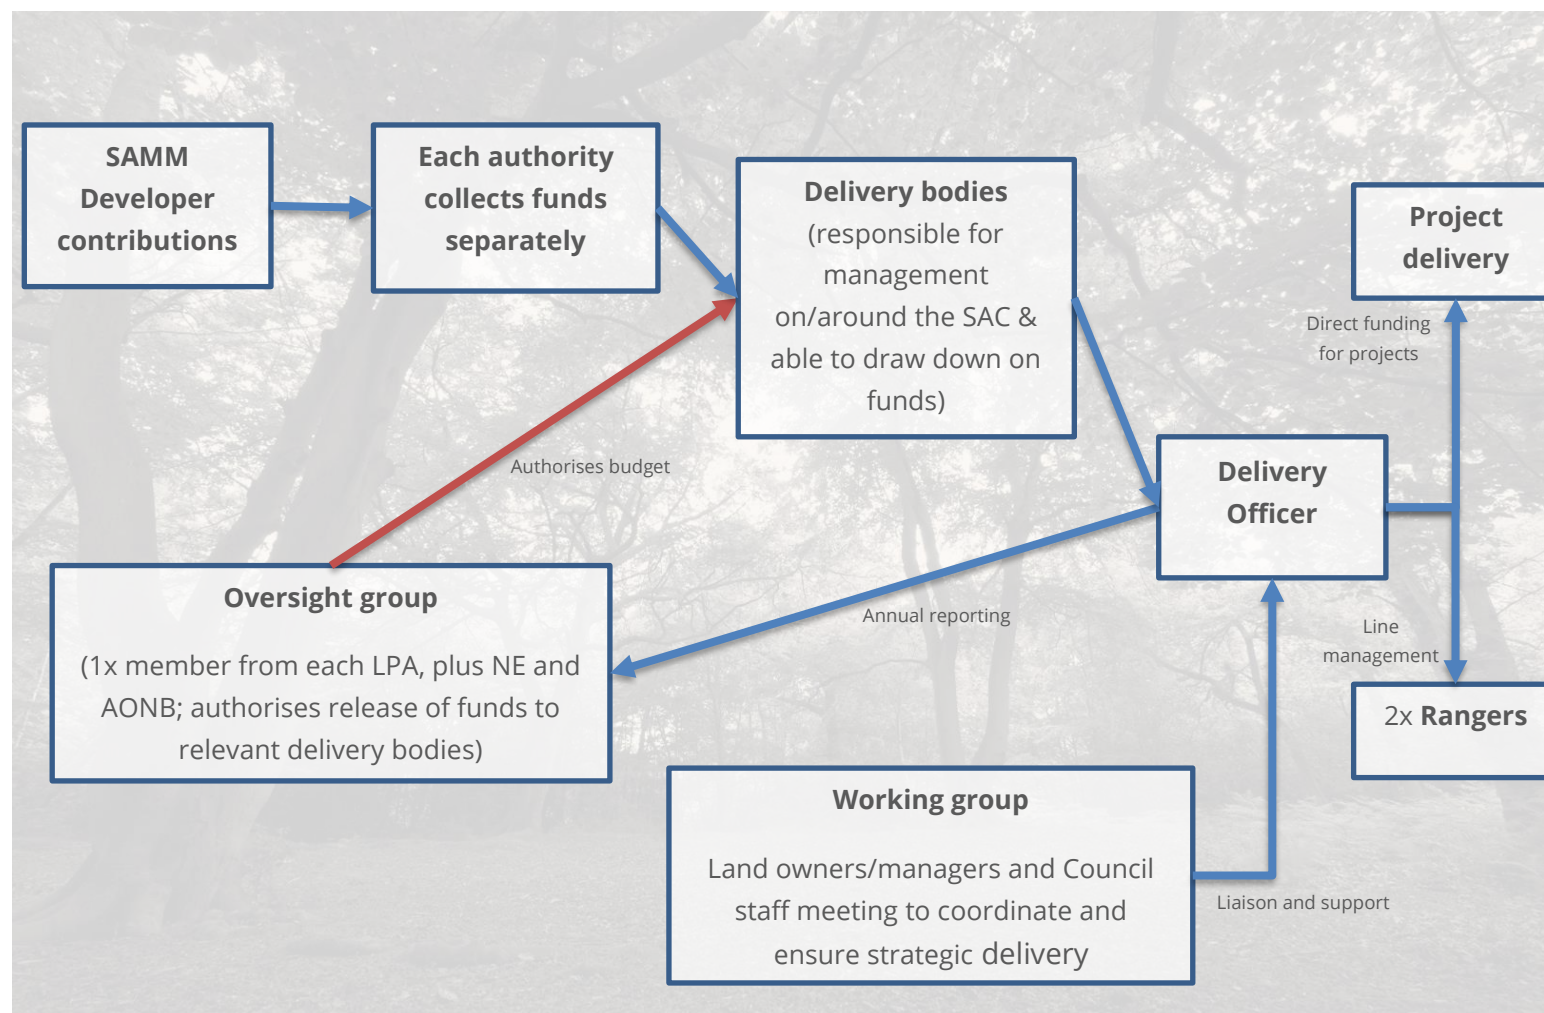 SAMM
Developer
contributions
Each authority
collects funds
separately
Delivery bodies
(responsible for
management
on/around the SAC &
able to draw down on
funds)
Project
delivery
Direct funding
for projects
Authorises budget
Delivery
Officer
Oversight group
(1x member from each LPA, plus NE and
AONB; authorises release of funds to
relevant delivery bodies)
Annual reporting
Line
management
2x Rangers
Working group
Land owners/managers and Council
staff meeting to coordinate and
ensure strategic delivery
Liaison and support